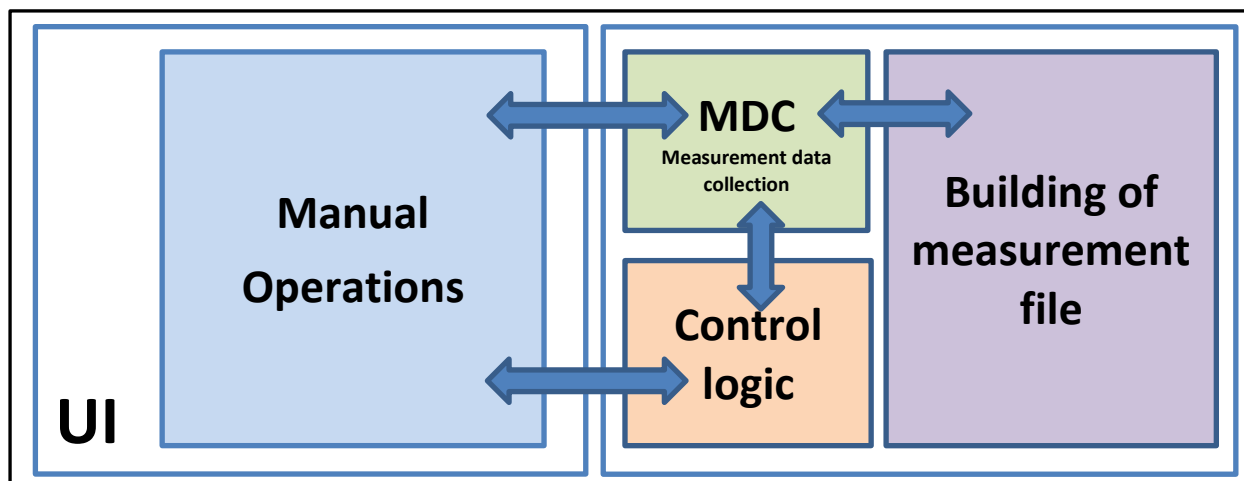 Manual
Operations
UI
MDC
Measurement data
collection
Control
logic
Building of
measurement
file